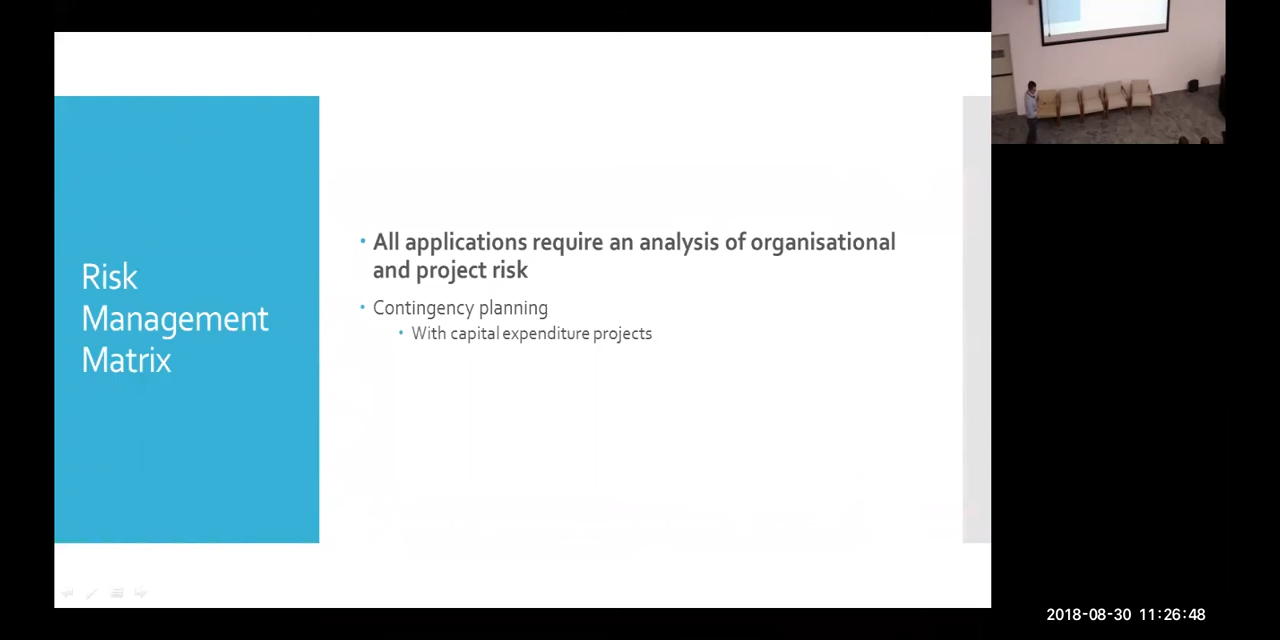 Risk
Management
Matrix
• All applications require an analysis of organisational
and project risk
• Contingency planning
• With capital expenditure projects
2018-08-30 11:26:48